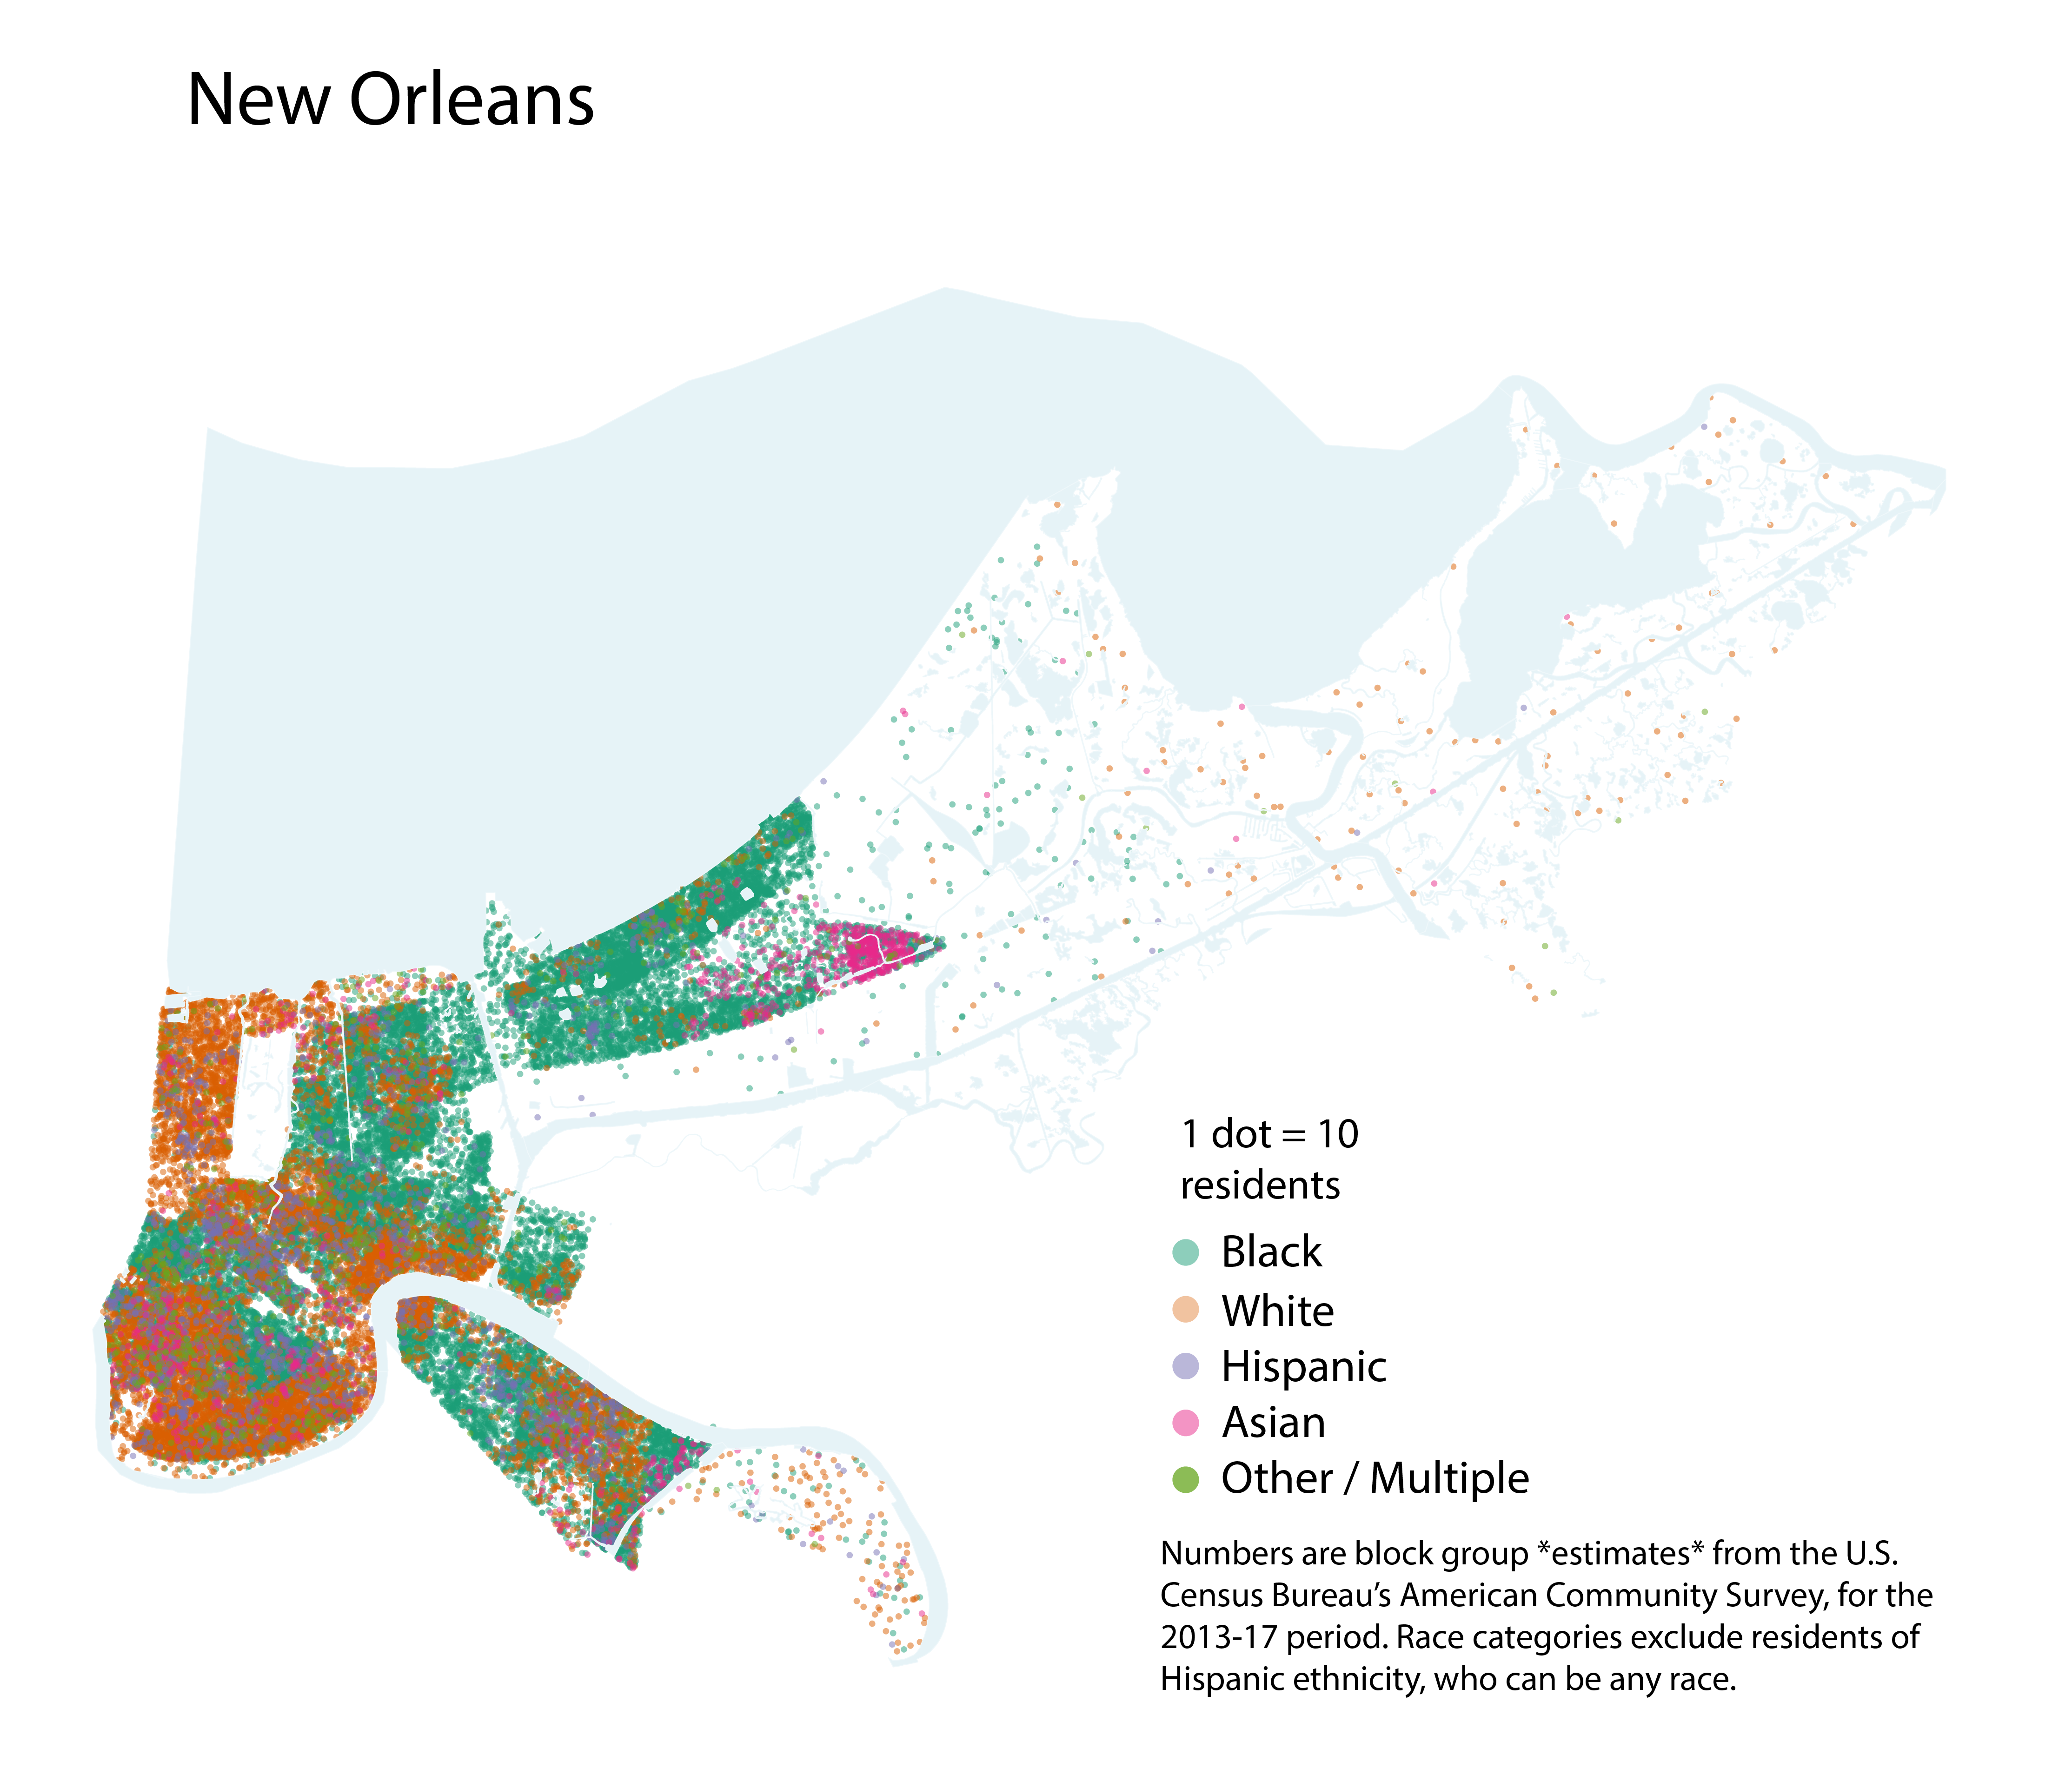 New Orleans
1 dot = 10
residents
Black
White
Hispanic
Asian
Other / Multiple
Numbers are block group *estimates* from the U.S.
Census Bureau’s American Community Survey, for the
2013-17 period. Race categories exclude residents of
Hispanic ethnicity, who can be any race.